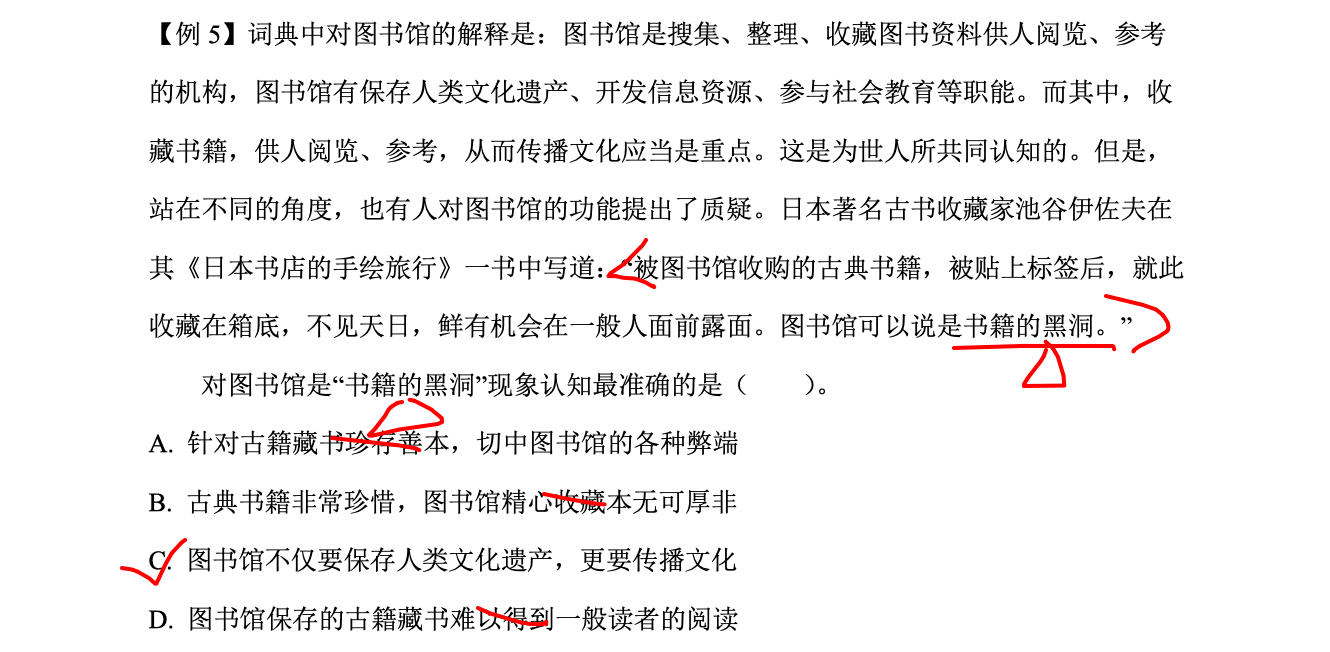 【例 5】词典中对图书馆的解释是：图书馆是搜集、整理、收藏图书资料供人阅览、参考
的机构，图书馆有保存人类文化遗产、开发信息资源、参与社会教育等职能。而其中，收
藏书籍，供人阅览、参考，从而传播文化应当是重点。这是为世人所共同认知的。但是，
站在不同的角度，也有人对图书馆的功能提出了质疑。日本著名古书收藏家池谷伊佐夫在
其《日本书店的手绘旅行》一书中写道：“被图书馆收购的古典书籍，被贴上标签后，就此
收藏在箱底，不见天日，鲜有机会在一般人面前露面。图书馆可以说是书籍的黑洞。”
对图书馆是“书籍的黑洞”现象认知最准确的是（　　）。
A. 针对古籍藏书珍存善本，切中图书馆的各种弊端
B. 古典书籍非常珍惜，图书馆精心收藏本无可厚非
C. 图书馆不仅要保存人类文化遗产，更要传播文化
D. 图书馆保存的古籍藏书难以得到一般读者的阅读